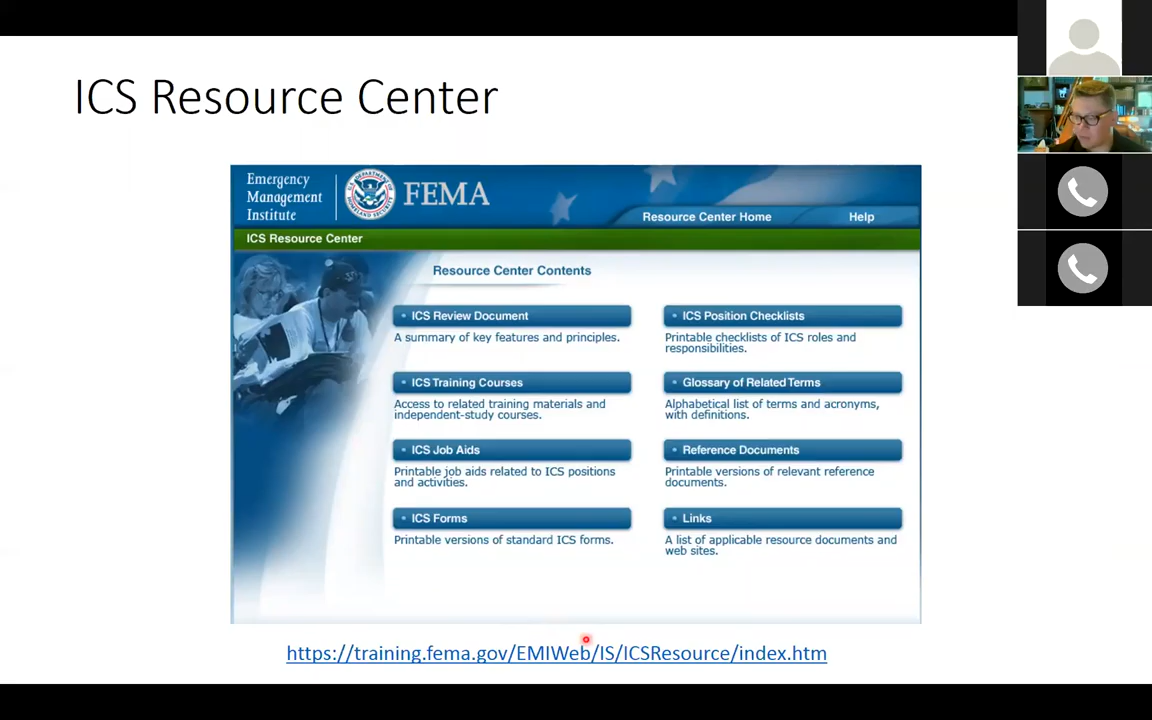 ICS Resource Center
Emergency
Management
Institute
FEMA
Resource Center Home
Help
ICS Resource Center
Resource Center Contents
ICS Review Document
A summary of key features and principles.
ICS Training Courses
Access to related training materials and
independent-study courses.
ICS Job Aids
Printable job aids related to ICS positions
and activities.
ICS Forms
Printable versions of standard ICS forms.
ICS Position Checklists
Printable checklists of ICS roles and
responsibilities.
Glossary of Related Terms
Alphabetical list of terms and acronyms,
with definitions.
Reference Documents
Printable versions of relevant reference
documents.
Links
A list of applicable resource documents and
web sites.
https://training.fema.gov/EMIWeb/IS/ICSResource/index.htm